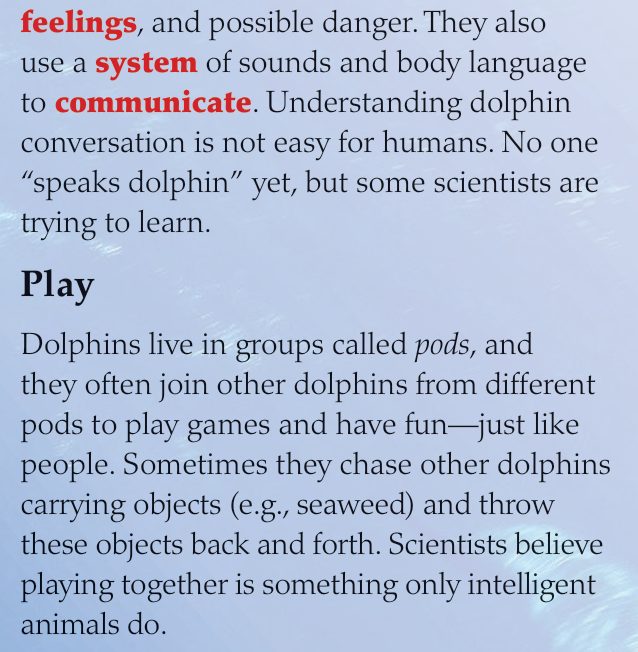 feelings, and possible danger. They also
use a system of sounds and body language
to communicate. Understanding dolphin
conversation is not easy for humans. No one
“speaks dolphin” yet, but some scientists are
trying to learn.
Play
Dolphins live in groups called pods, and
they often join other dolphins from different
pods to play games and have fun—just like
people. Sometimes they chase other dolphins
carrying objects (e.g., seaweed) and throw
these objects back and forth. Scientists believe
playing together is something only intelligent
animals do.